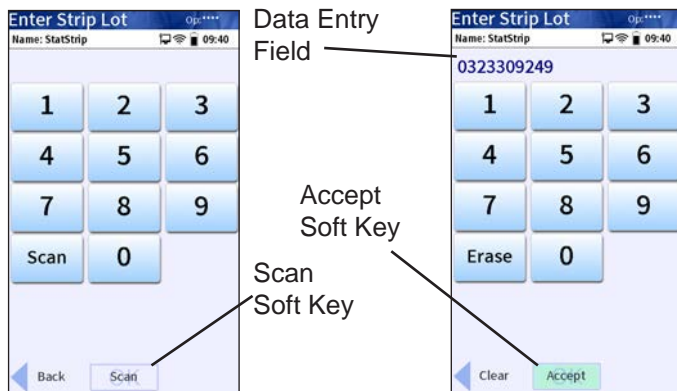 Enter Strip Lot Op:••••
Name: StatStrip 09:40
1 2 3
4 5 6
7 8 9
Scan 0
Back Scan
Data Entry
Field
Accept
Soft Key
Scan
Soft Key
Enter Strip Lot Op:••••
Name: StatStrip 09:40
0323309249
1 2 3
4 5 6
7 8 9
Erase 0
Clear Accept